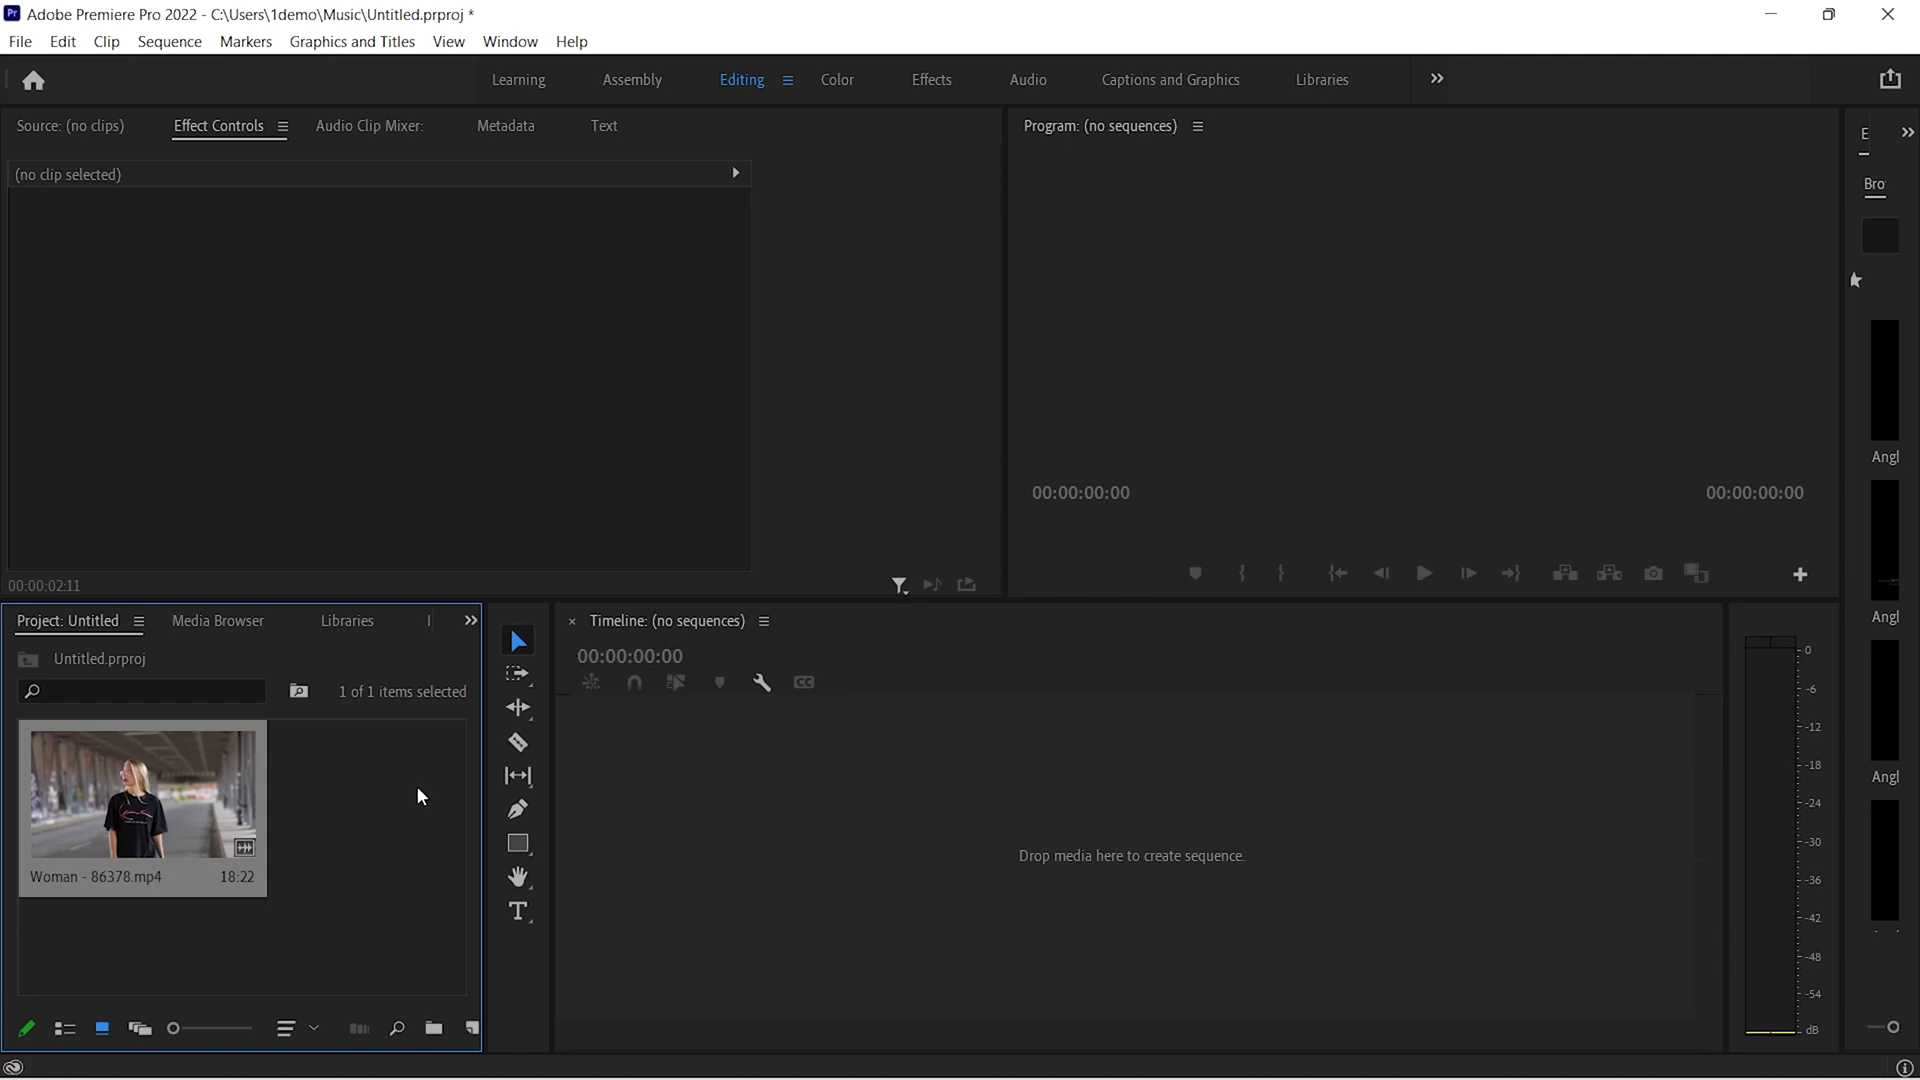 Adobe Premiere Pro 2022 - C:\Users\1demo\Music\Untitled.prproj *
File Edit Clip Sequence Markers Graphics and Titles View Window Help
Learning Assembly Editing Color Effects Audio Captions and Graphics Libraries
Source: (no clips) Effect Controls Audio Clip Mixer: Metadata Text
Program: (no sequences)
E
(no clip selected)
Bro
Angl
00:00:00:00 00:00:00:00
00:00:02:11
Angl
Project: Untitled Media Browser Libraries
Timeline: (no sequences)
Untitled.prproj
00:00:00:00
1 of 1 items selected
CC
Woman - 86378.mp4 18:22
Drop media here to create sequence.
T
0
-6
-12
-18
-24
-30
-36
-42
-48
-54
dB
Angl